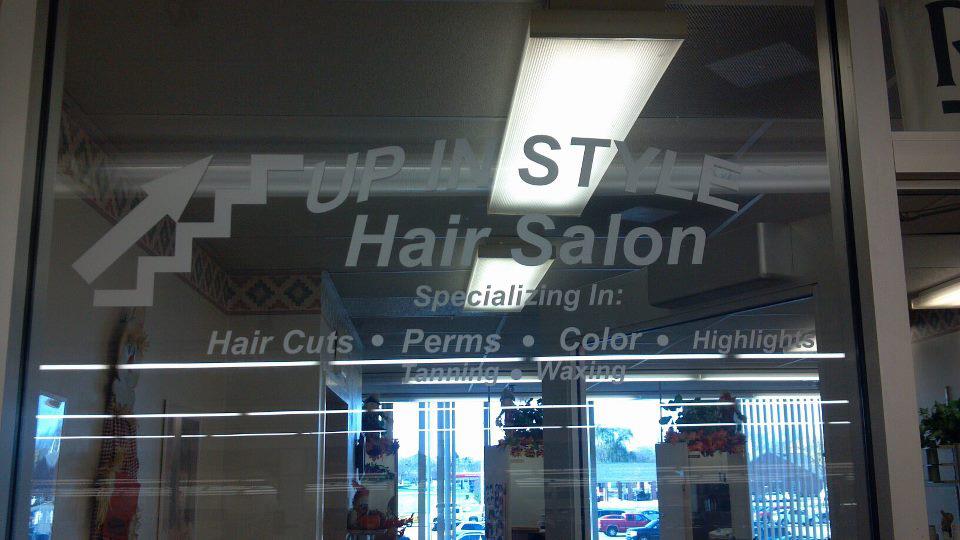 UP IN STYLE
Hair Salon
Specializing In:
Hair Cuts • Perms • Color • Highlights
Tanning • Waxing